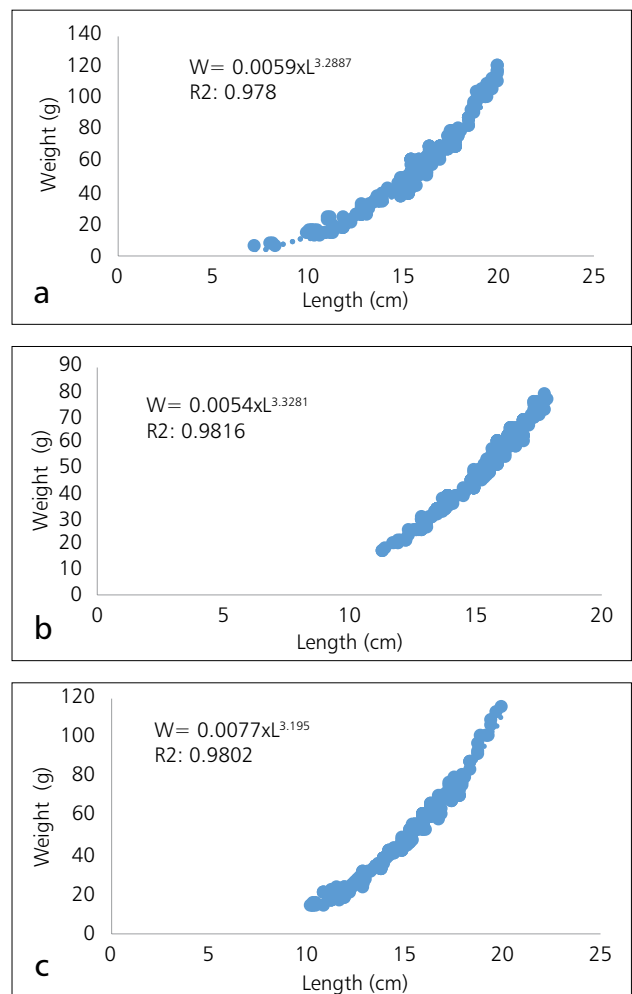 140
120
100
80
60
40
20
0
Weight (g)
W= 0.0059xL3.2887
R2: 0.978
0 5 10 15 20 25
Length (cm)
a
90
80
70
60
50
40
30
20
10
0
Weight (g)
W= 0.0054xL3.3281
R2: 0.9816
0 5 10 15 20
Length (cm)
b
120
100
80
60
40
20
0
Weight (g)
W= 0.0077xL3.195
R2: 0.9802
0 5 10 15 20 25
Length (cm)
c